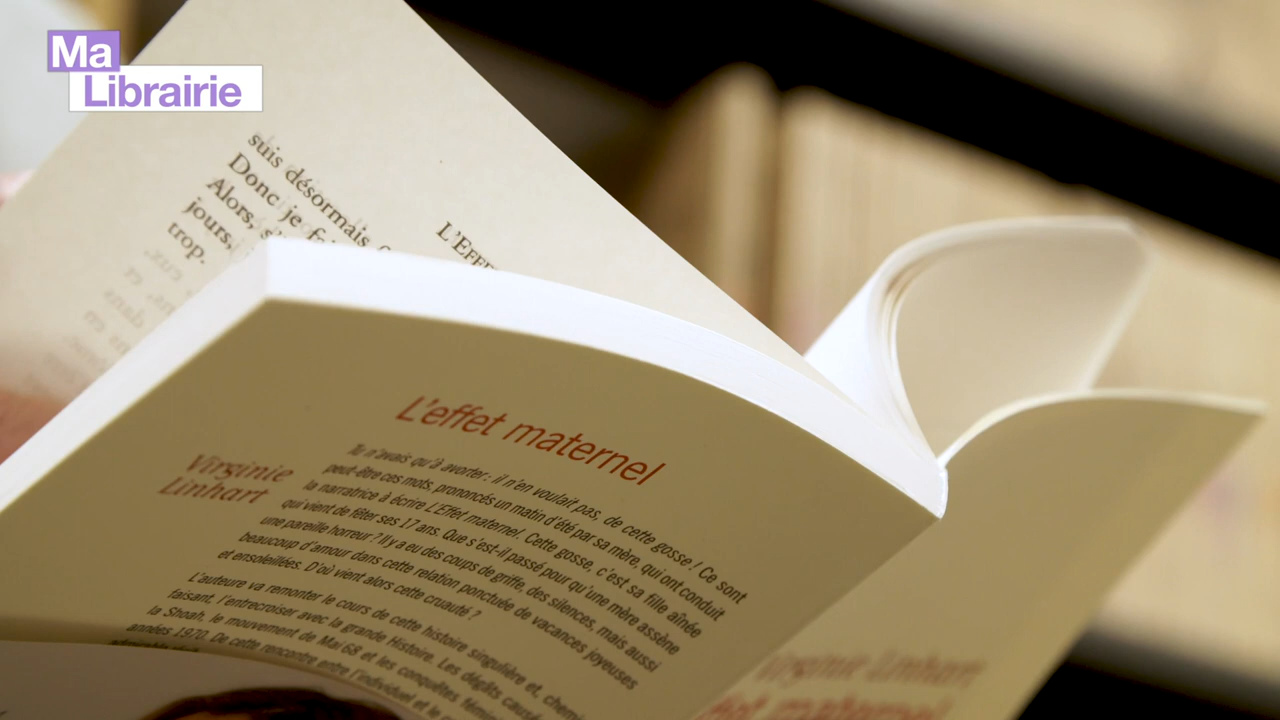 Ma
Librairie
suis désormais
Donc je
Alors,
jours,
trop.
L'effet maternel
Virginie
Linhart
Tu n'avais qu'à avorter : il n'en voulait pas, de cette gosse ! Ce sont
peut-être ces mots, prononcés un matin d'été par sa mère, qui ont conduit
la narratrice à écrire L'Effet maternel. Cette gosse, c'est sa fille aînée
qui vient de fêter ses 17 ans. Que s'est-il passé pour qu'une mère assène
une pareille horreur ? Il y a eu des coups de griffe, des silences, mais aussi
beaucoup d'amour dans cette relation ponctuée de vacances joyeuses
et ensoleillées. D'où vient alors cette cruauté ?
L'auteure va remonter le cours de cette histoire singulière et, chemin
faisant, l'entrecroiser avec la grande Histoire. Les dégâts
la Shoah, le mouvement de Mai 68 et les conquêtes
années 1970. De cette rencontre entre l'individuel et le
Virginie Linhart
maternel